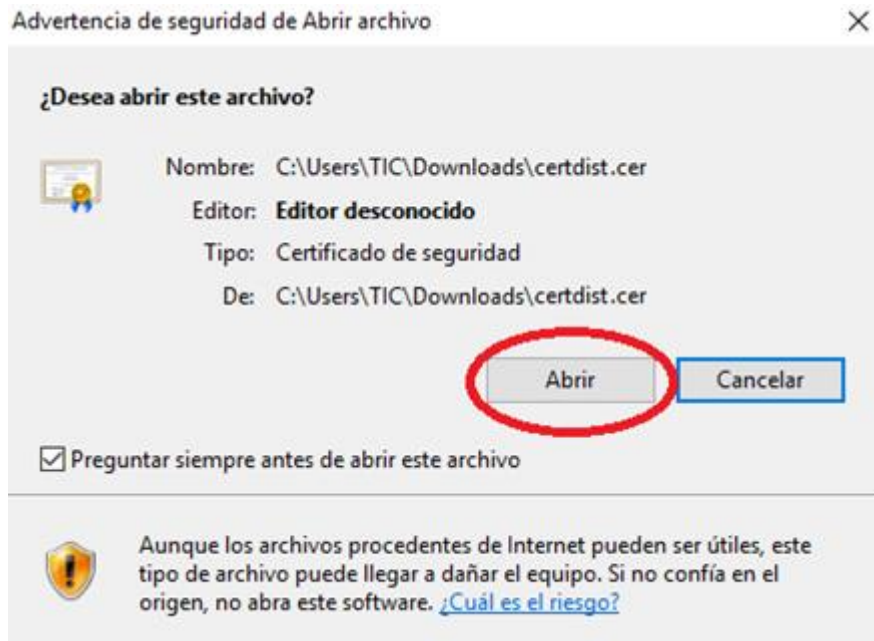 Advertencia de seguridad de Abrir archivo
¿Desea abrir este archivo?
Nombre: C:\Users\TIC\Downloads\certdist.cer
Editor: Editor desconocido
Tipo: Certificado de seguridad
De: C:\Users\TIC\Downloads\certdist.cer
Abrir Cancelar
Preguntar siempre antes de abrir este archivo
Aunque los archivos procedentes de Internet pueden ser útiles, este
tipo de archivo puede llegar a dañar el equipo. Si no confía en el
origen, no abra este software. ¿Cuál es el riesgo?